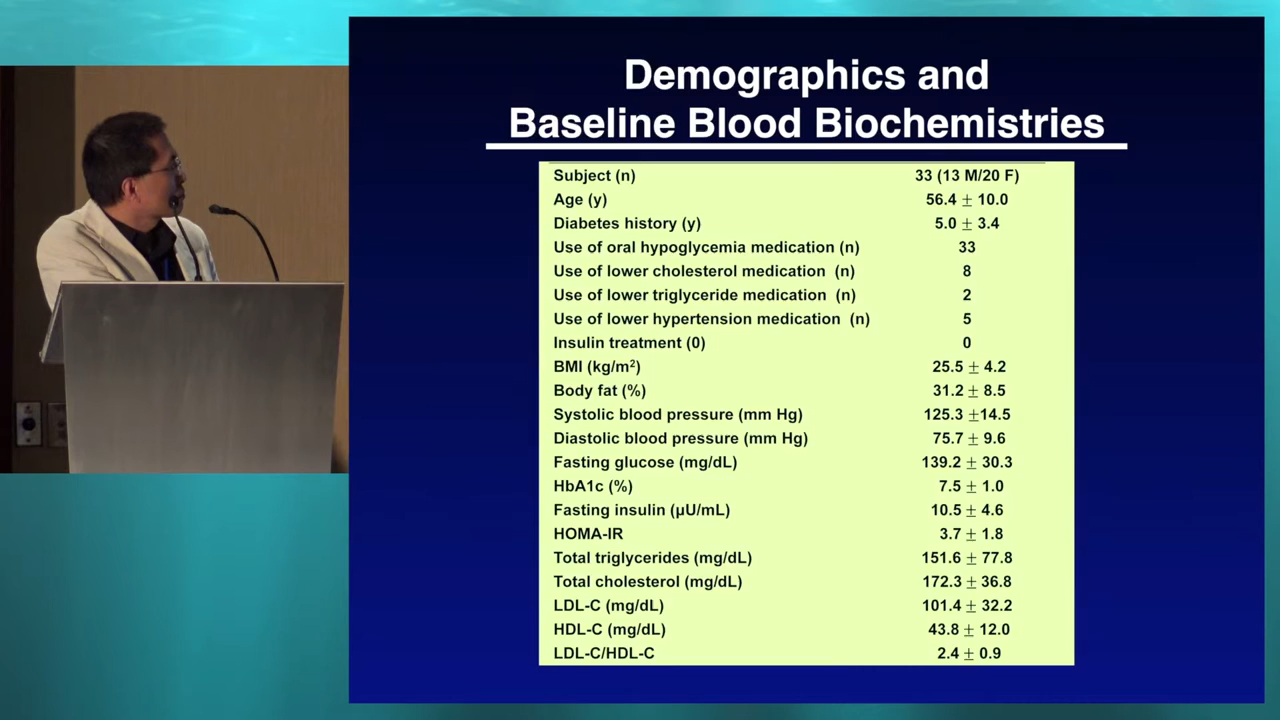 Demographics and
Baseline Blood Biochemistries
Subject (n) 33 (13 M/20 F)
Age (y) 56.4 ± 10.0
Diabetes history (y) 5.0 ± 3.4
Use of oral hypoglycemia medication (n) 33
Use of lower cholesterol medication (n) 8
Use of lower triglyceride medication (n) 2
Use of lower hypertension medication (n) 5
Insulin treatment (0) 0
BMI (kg/m²) 25.5 ± 4.2
Body fat (%) 31.2 ± 8.5
Systolic blood pressure (mm Hg) 125.3 ±14.5
Diastolic blood pressure (mm Hg) 75.7 ± 9.6
Fasting glucose (mg/dL) 139.2 ± 30.3
HbA1c (%) 7.5 ± 1.0
Fasting insulin (μU/mL) 10.5 ± 4.6
HOMA-IR 3.7 ± 1.8
Total triglycerides (mg/dL) 151.6 ± 77.8
Total cholesterol (mg/dL) 172.3 ± 36.8
LDL-C (mg/dL) 101.4 ± 32.2
HDL-C (mg/dL) 43.8 ± 12.0
LDL-C/HDL-C 2.4 ± 0.9